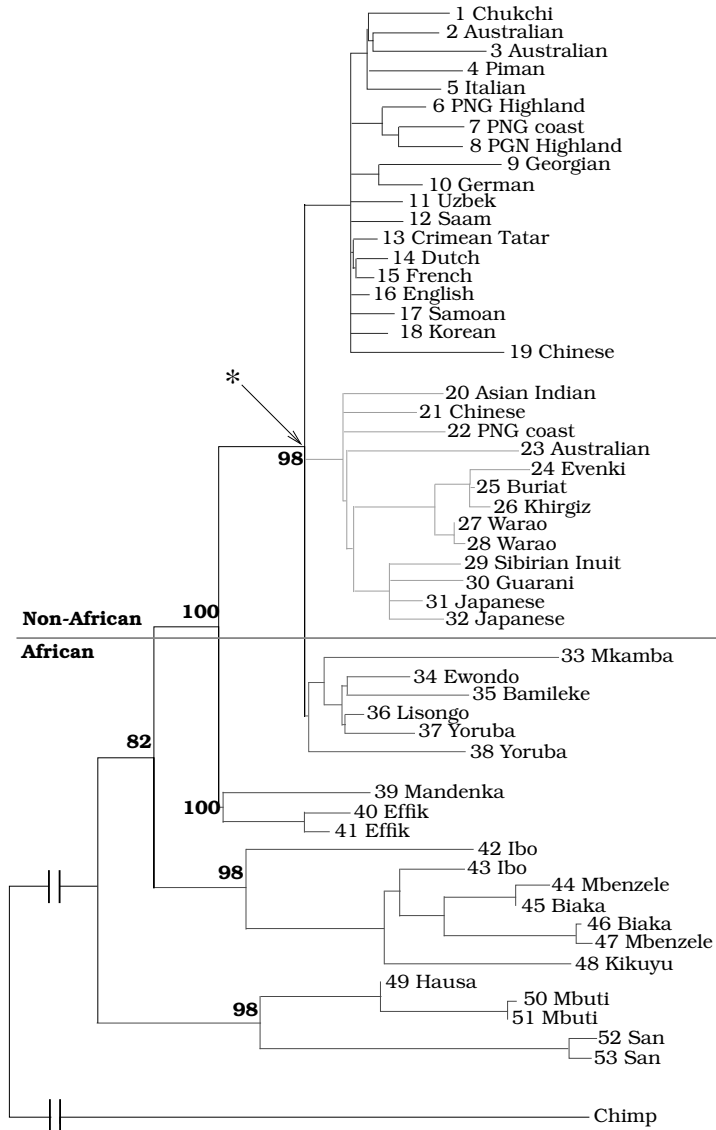 1 Chukchi
2 Australian
3 Australian
4 Piman
5 Italian
6 PNG Highland
7 PNG coast
8 PGN Highland
9 Georgian
10 German
11 Uzbek
12 Saam
13 Crimean Tatar
14 Dutch
15 French
16 English
17 Samoan
18 Korean
19 Chinese
*
20 Asian Indian
21 Chinese
22 PNG coast
23 Australian
98
24 Evenki
25 Buriat
26 Khirgiz
27 Warao
28 Warao
29 Sibirian Inuit
30 Guarani
31 Japanese
100
Non-African
32 Japanese
African
33 Mkamba
34 Ewondo
35 Bamileke
36 Lisongo
37 Yoruba
82
38 Yoruba
39 Mandenka
100
40 Effik
41 Effik
42 Ibo
98
43 Ibo
44 Mbenzele
45 Biaka
46 Biaka
47 Mbenzele
48 Kikuyu
49 Hausa
98
50 Mbuti
51 Mbuti
52 San
53 San
Chimp